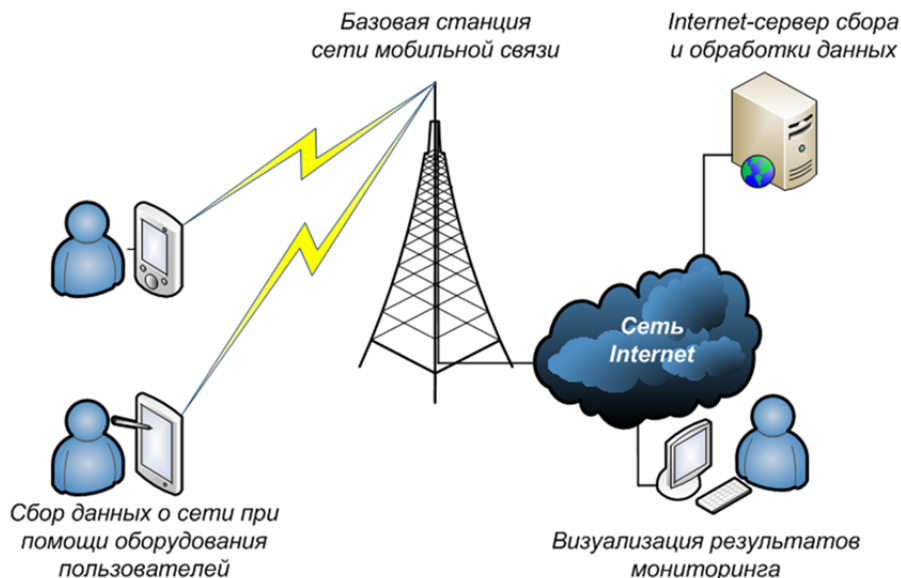 Базовая станция
сети мобильной связи
Internet-сервер сбора
и обработки данных
Сеть
Internet
Сбор данных о сети при
помощи оборудования
пользователей
Визуализация результатов
мониторинга